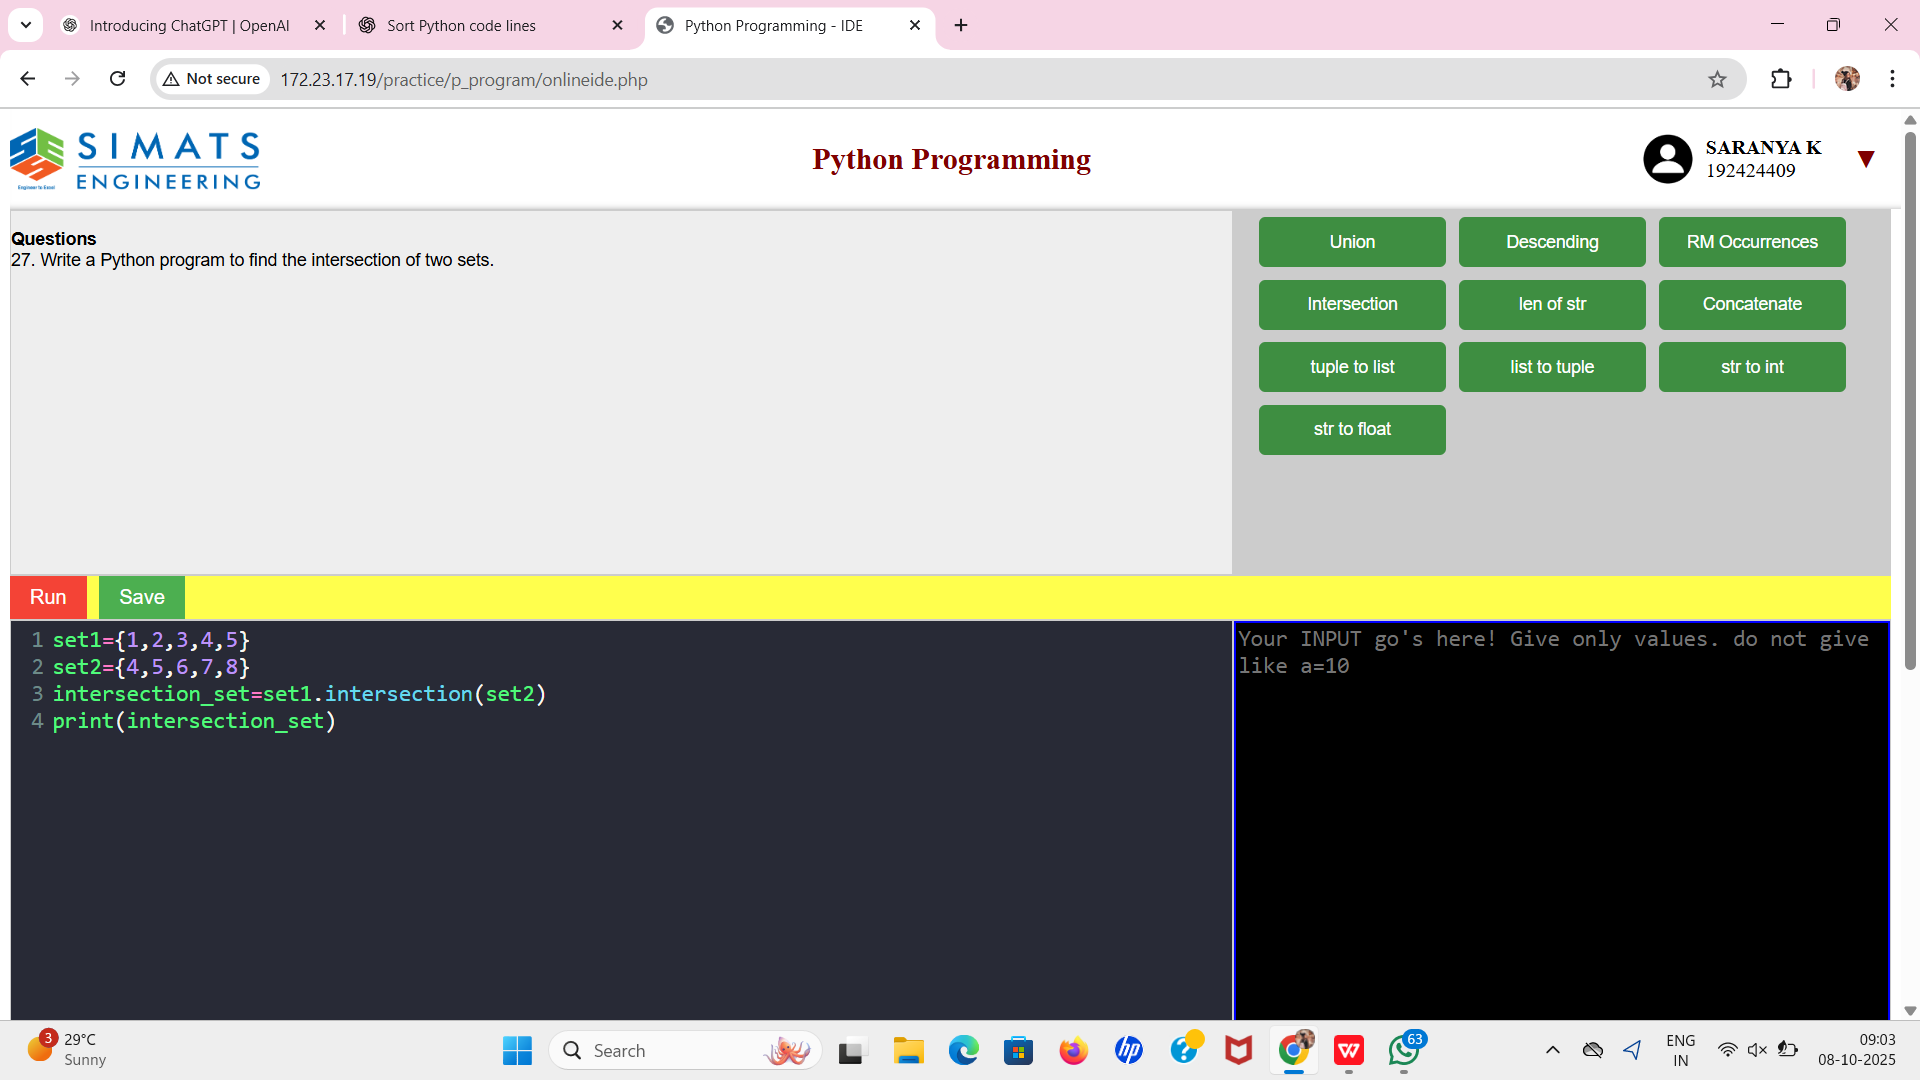 Introducing ChatGPT | OpenAI
Sort Python code lines
Python Programming - IDE
Not secure
172.23.17.19/practice/p_program/onlineide.php
SIMATS
ENGINEERING
Engineer to Excel
Python Programming
SARANYA K
192424409
Questions
27. Write a Python program to find the intersection of two sets.
Union
Descending
RM Occurrences
Intersection
len of str
Concatenate
tuple to list
list to tuple
str to int
str to float
Run
Save
1 set1={1,2,3,4,5}
2 set2={4,5,6,7,8}
3 intersection_set=set1.intersection(set2)
4 print(intersection_set)
Your INPUT go's here! Give only values. do not give
like a=10
3
29°C
Sunny
Search
hp
?
W
63
ENG
IN
09:03
08-10-2025